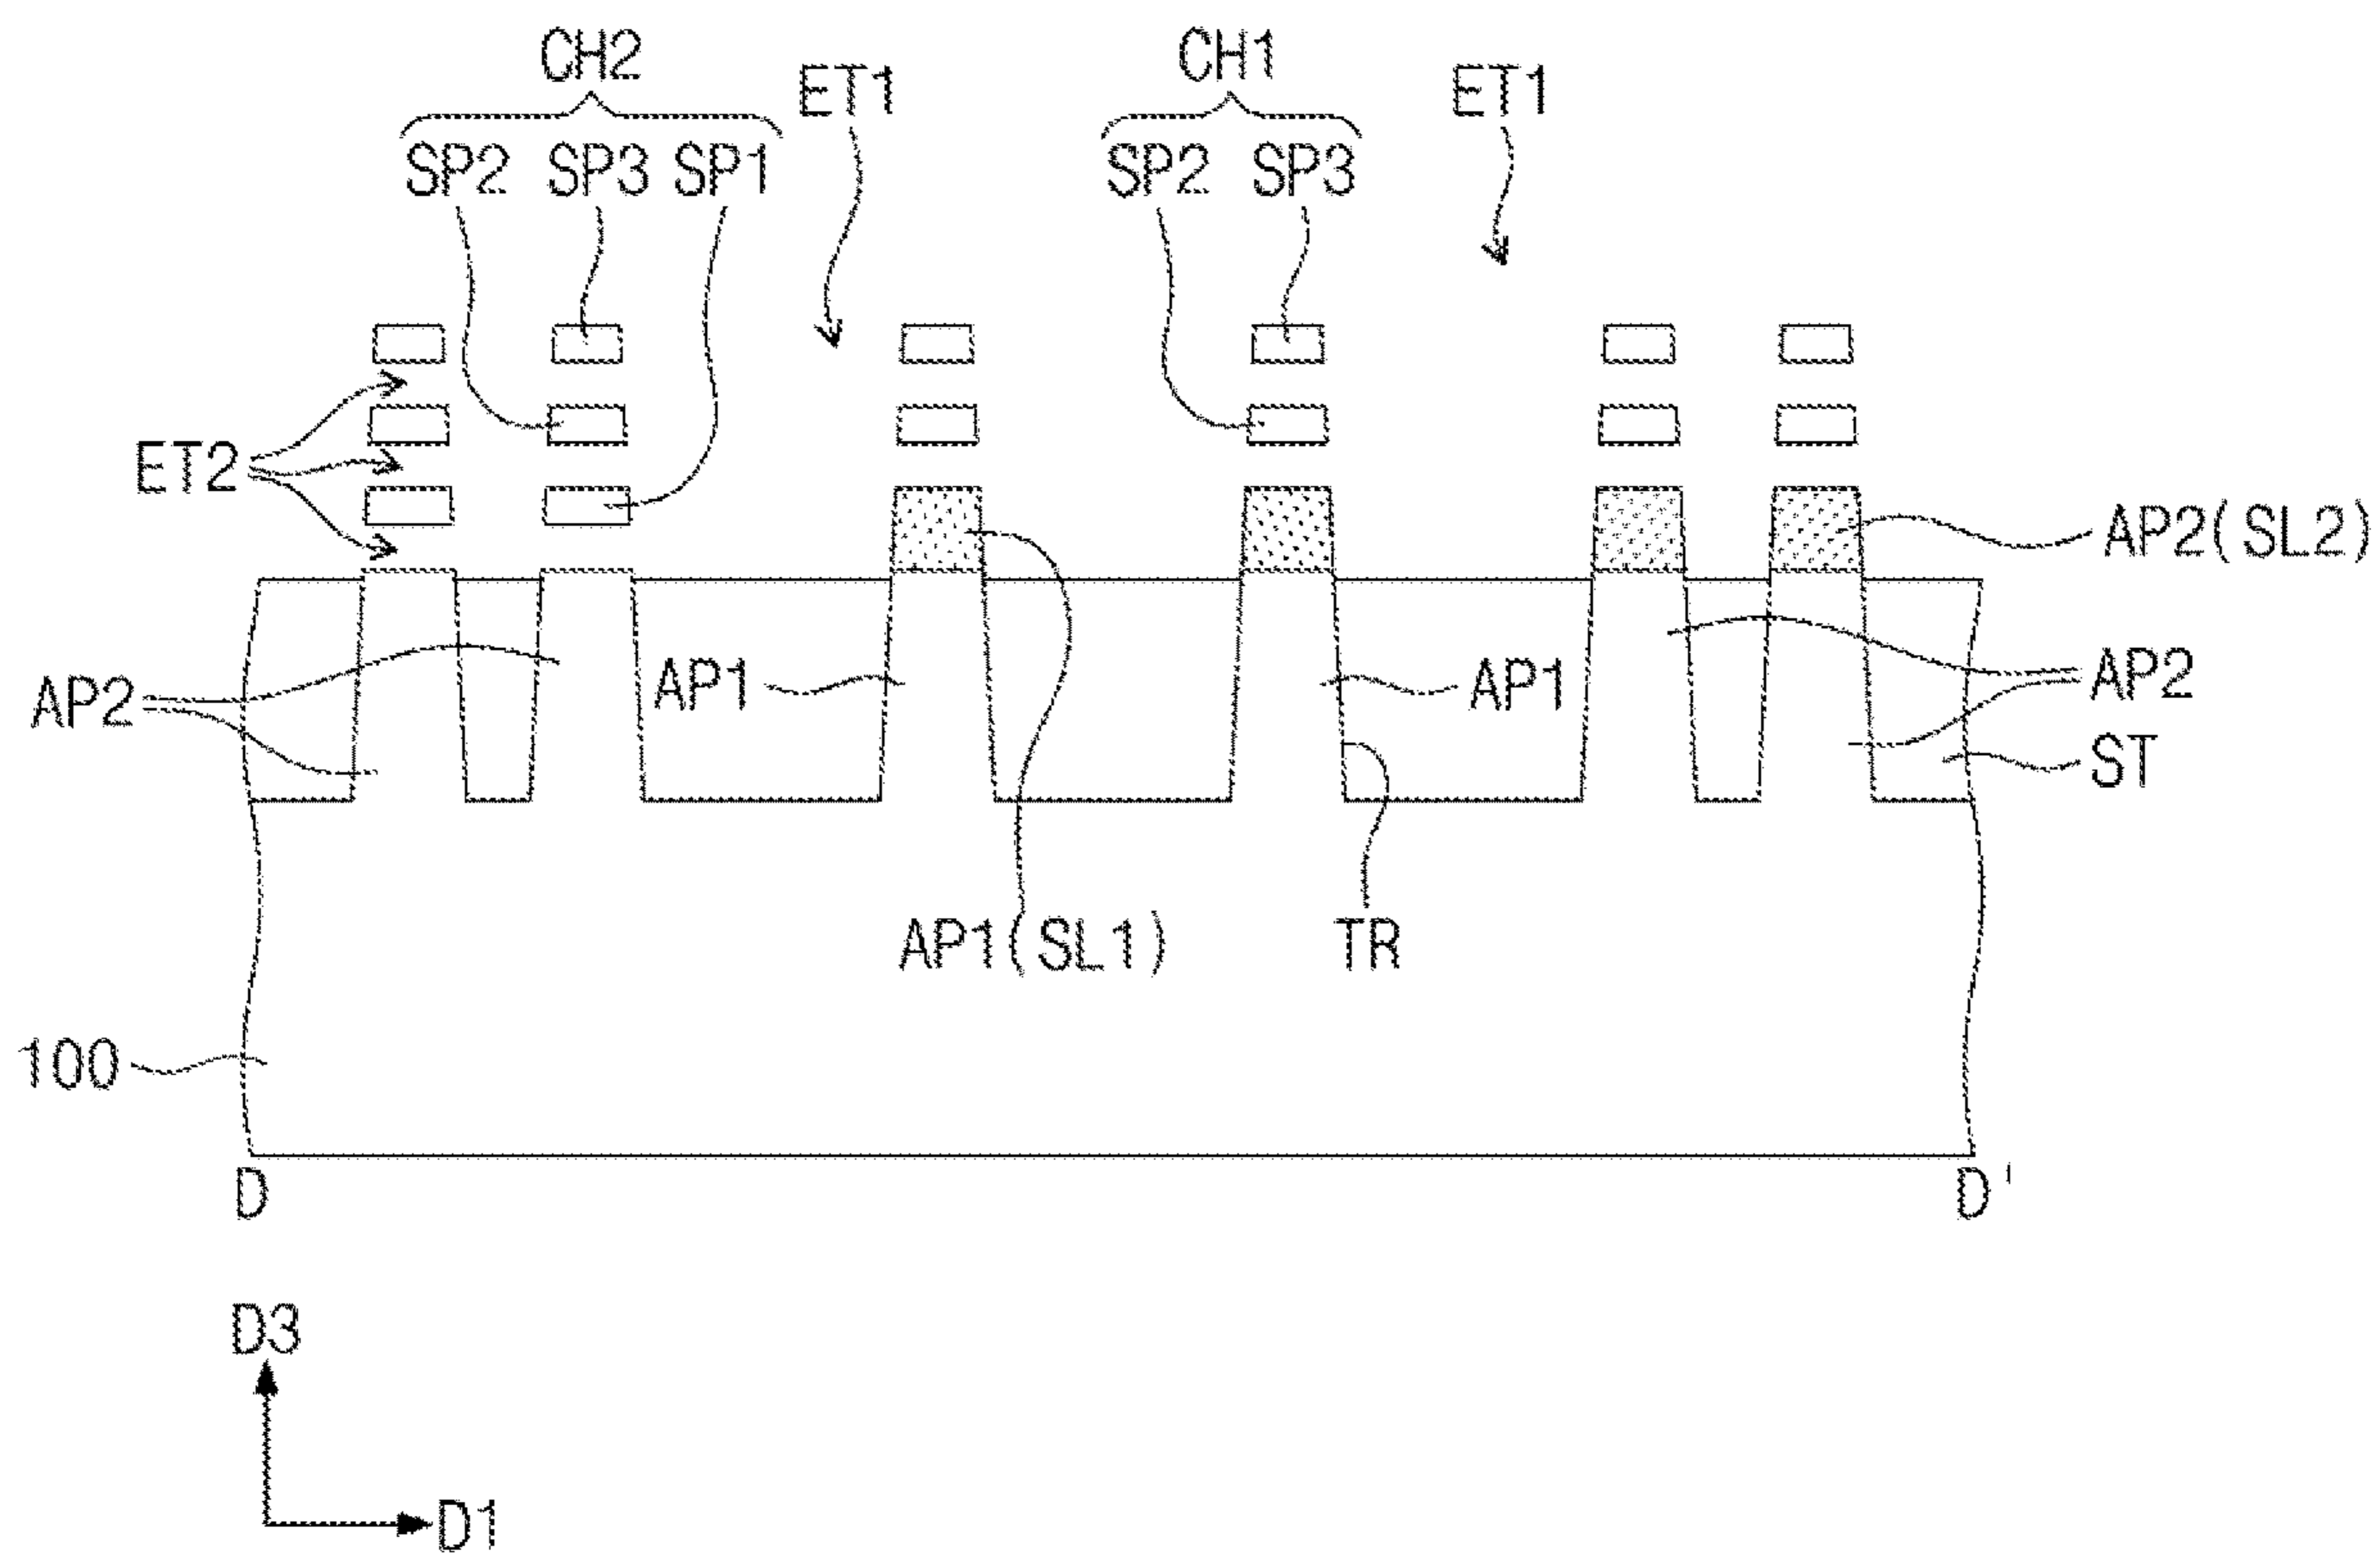 CH2 CH1
ET1 ET1
SP2 SP3 SP1 SP2 SP3
ET2
AP2(SL2)
AP2 AP1 AP1 AP2
ST
AP1(SL1) TR
100
D D'
D3
D1